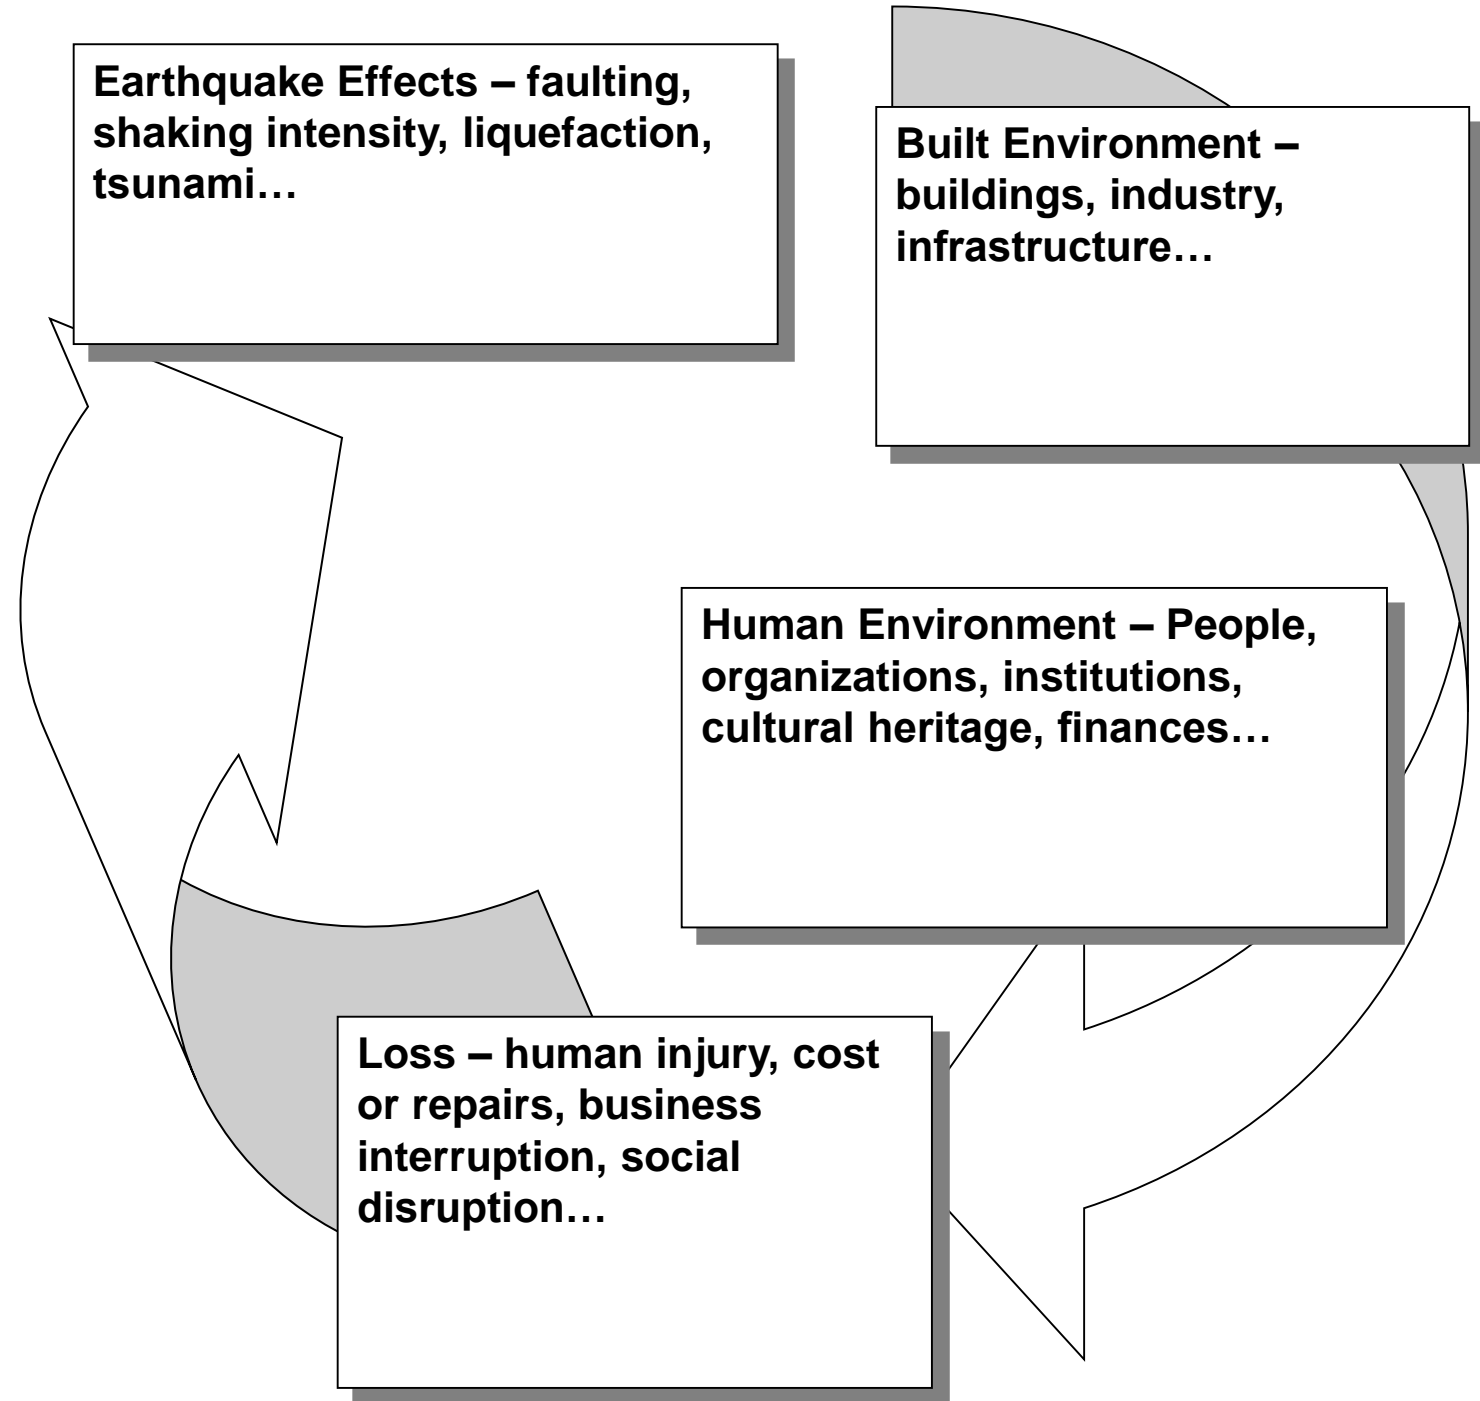 Earthquake Effects – faulting,
shaking intensity, liquefaction,
tsunami…
Built Environment –
buildings, industry,
infrastructure…
Human Environment – People,
organizations, institutions,
cultural heritage, finances…
Loss – human injury, cost
or repairs, business
interruption, social
disruption…